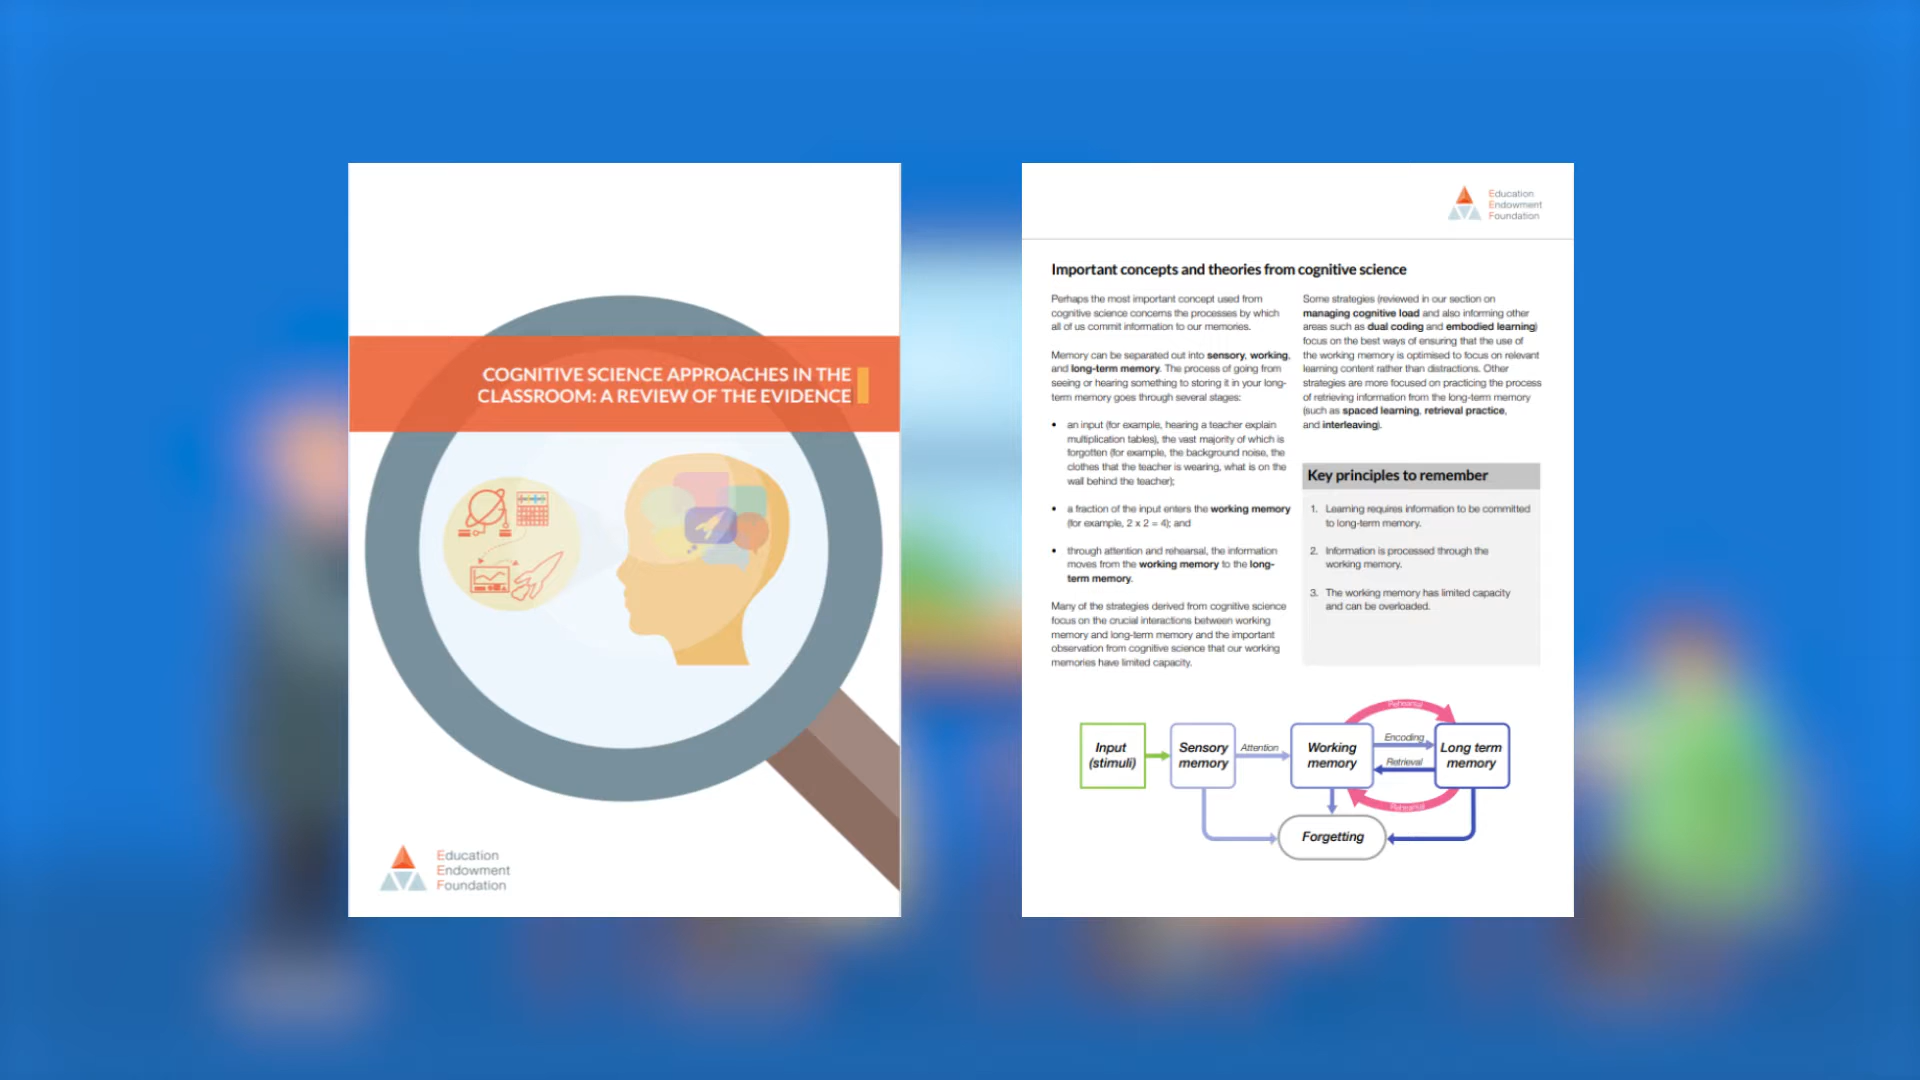 COGNITIVE SCIENCE APPROACHES IN THE
CLASSROOM: A REVIEW OF THE EVIDENCE
Education
Endowment
Foundation
Education
Endowment
Foundation
Important concepts and theories from cognitive science
Perhaps the most important concept used from
cognitive science concerns the processes by which
all of us commit information to our memories.
Memory can be separated out into sensory, working,
and long-term memory. The process of going from
seeing or hearing something to storing it in your long-
term memory goes through several stages:
• an input (for example, hearing a teacher explain
multiplication tables), the vast majority of which is
forgotten (for example, the background noise, the
clothes that the teacher is wearing, what is on the
wall behind the teacher);
• a fraction of the input enters the working memory
(for example, 2 x 2 = 4); and
• through attention and rehearsal, the information
moves from the working memory to the long-
term memory.
Many of the strategies derived from cognitive science
focus on the crucial interactions between working
memory and long-term memory and the important
observation from cognitive science that our working
memories have limited capacity.
Some strategies (reviewed in our section on
managing cognitive load and also informing other
areas such as dual coding and embodied learning)
focus on the best ways of ensuring that the use of
the working memory is optimised to focus on relevant
learning content rather than distractions. Other
strategies are more focused on practicing the process
of retrieving information from the long-term memory
(such as spaced learning, retrieval practice,
and interleaving).
Key principles to remember
1. Learning requires information to be committed
to long-term memory.
2. Information is processed through the
working memory.
3. The working memory has limited capacity
and can be overloaded.
Rehearsal
Input
(stimuli)
Sensory
memory
Attention
Working
memory
Encoding
Retrieval
Long term
memory
Rehearsal
Forgetting